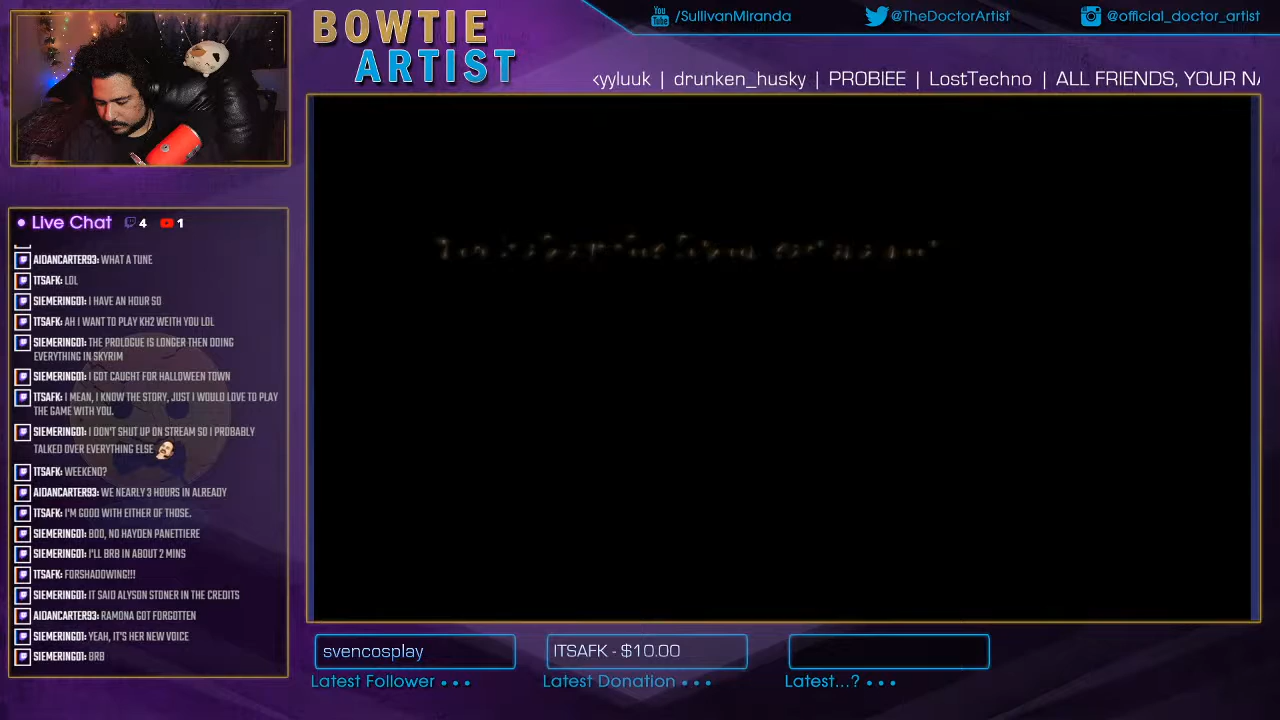 BOWTIE
ARTIST
/SullivanMiranda
@TheDoctorArtist
@official_doctor_artist
yyluuk | drunken_husky | PROBIEE | LostTechno | ALL FRIENDS, YOUR
Live Chat 4 1
AIDANCARTER93: WHAT A TUNE
ITSAFK: LOL
SIEMERING01: I HAVE AN HOUR SO
ITSAFK: AH I WANT TO PLAY KH2 WEITH YOU LOL
SIEMERING01: THE PROLOGUE IS LONGER THEN DOING
EVERYTHING IN SKYRIM
SIEMERING01: I GOT CAUGHT FOR HALLOWEEN TOWN
ITSAFK: I MEAN, I KNOW THE STORY, JUST I WOULD LOVE TO PLAY
THE GAME WITH YOU.
SIEMERING01: I DON'T SHUT UP ON STREAM SO I PROBABLY
TALKED OVER EVERYTHING ELSE
ITSAFK: WEEKEND?
AIDANCARTER93: WE NEARLY 3 HOURS IN ALREADY
ITSAFK: I'M GOOD WITH EITHER OF THOSE.
SIEMERING01: BOO, NO HAYDEN PANETTIERE
SIEMERING01: I'LL BRB IN ABOUT 2 MINS
ITSAFK: FORSHADOWING!!!
SIEMERING01: IT SAID ALYSON STONER IN THE CREDITS
AIDANCARTER93: RAMONA GOT FORGOTTEN
SIEMERING01: YEAH, IT'S HER NEW VOICE
SIEMERING01: BRB
svencosplay
Latest Follower • • •
ITSAFK - $10.00
Latest Donation • • •
Latest...? • • •